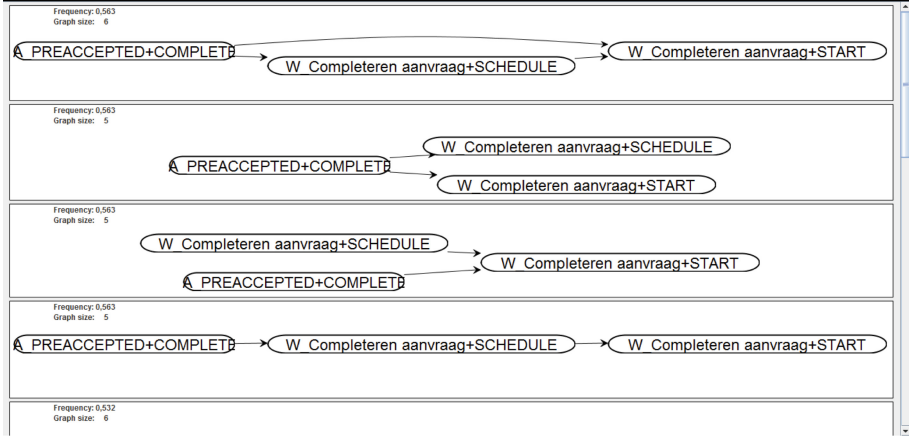 Frequency: 0,563
Graph size: 6
A_PREACCEPTED+COMPLETE
W_Completeren aanvraag+SCHEDULE
W_Completeren aanvraag+START
Frequency: 0,563
Graph size: 5
W_Completeren aanvraag+SCHEDULE
A_PREACCEPTED+COMPLETE
W_Completeren aanvraag+START
Frequency: 0,563
Graph size: 5
W_Completeren aanvraag+SCHEDULE
W_Completeren aanvraag+START
A_PREACCEPTED+COMPLETE
Frequency: 0,563
Graph size: 5
A_PREACCEPTED+COMPLETE
W_Completeren aanvraag+SCHEDULE
W_Completeren aanvraag+START
Frequency: 0,532
Graph size: 6